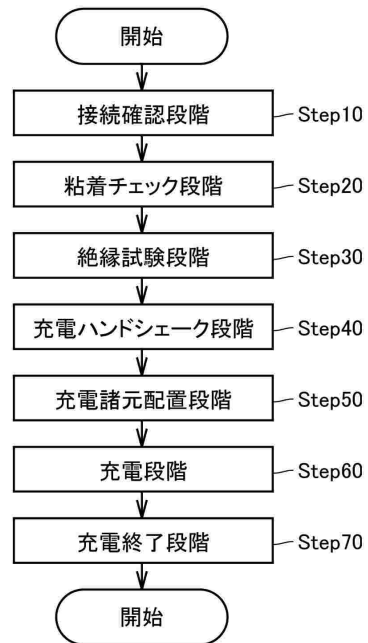 開始
接続確認段階 Step10
粘着チェック段階 Step20
絶縁試験段階 Step30
充電ハンドシェーク段階 Step40
充電諸元配置段階 Step50
充電段階 Step60
充電終了段階 Step70
開始